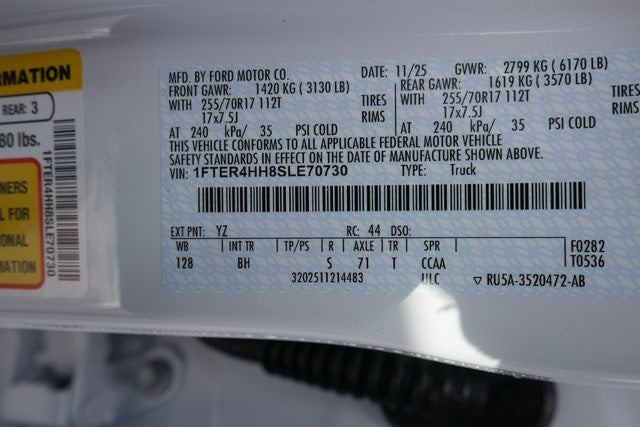 RMATION
REAR: 3
80 lbs.
NERS
L FOR
ONAL
MATION
1FTER4HH8SLE70730
MFD. BY FORD MOTOR CO. DATE: 11/25 GVWR: 2799 KG ( 6170 LB)
FRONT GAWR: 1420 KG ( 3130 LB) REAR GAWR: 1619 KG ( 3570 LB)
WITH 255/70R17 112T TIRES WITH 255/70R17 112T TIRES
17x7.5J RIMS 17x7.5J RIMS
AT 240 kPa/ 35 PSI COLD AT 240 kPa/ 35 PSI COLD
THIS VEHICLE CONFORMS TO ALL APPLICABLE FEDERAL MOTOR VEHICLE
SAFETY STANDARDS IN EFFECT ON THE DATE OF MANUFACTURE SHOWN ABOVE.
VIN: 1FTER4HH8SLE70730 TYPE: Truck
EXT PNT: YZ RC: 44 DSO:
WB INT TR TP/PS R AXLE TR SPR F0282
128 BH S 71 T CCAA T0536
3202511214483 ULC ▽ RU5A-3520472-AB